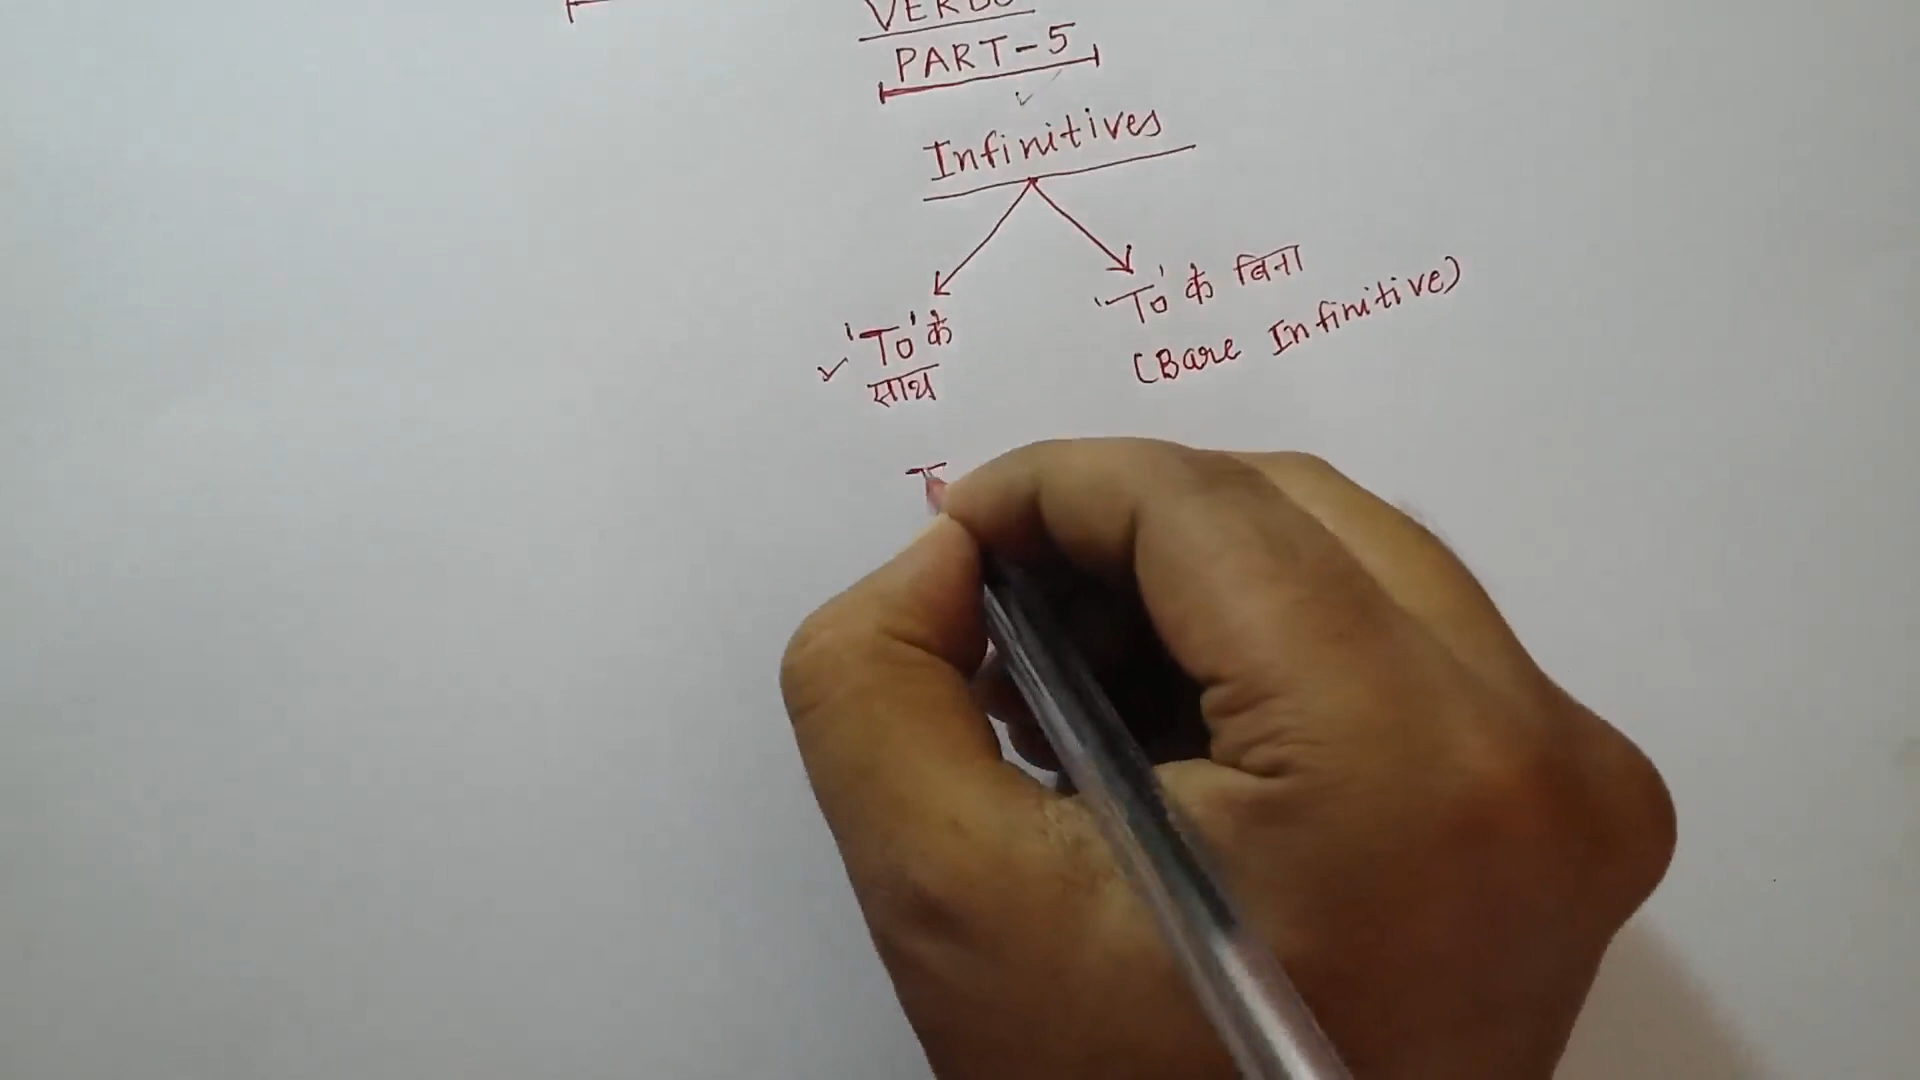 PART-5
Infinitives
'To' के
साथ
'To' के बिना
(Bare Infinitive)
T